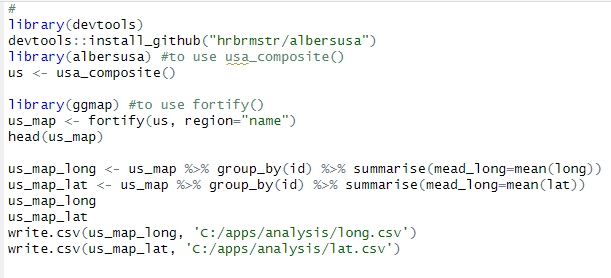 #
library(devtools)
devtools::install_github("hrbrmstr/albersusa")
library(albersusa) #to use usa_composite()
us <- usa_composite()
library(ggmap) #to use fortify()
us_map <- fortify(us, region="name")
head(us_map)
us_map_long <- us_map %>% group_by(id) %>% summarise(mead_long=mean(long))
us_map_lat <- us_map %>% group_by(id) %>% summarise(mead_long=mean(lat))
us_map_long
us_map_lat
write.csv(us_map_long, 'C:/apps/analysis/long.csv')
write.csv(us_map_lat, 'C:/apps/analysis/lat.csv')